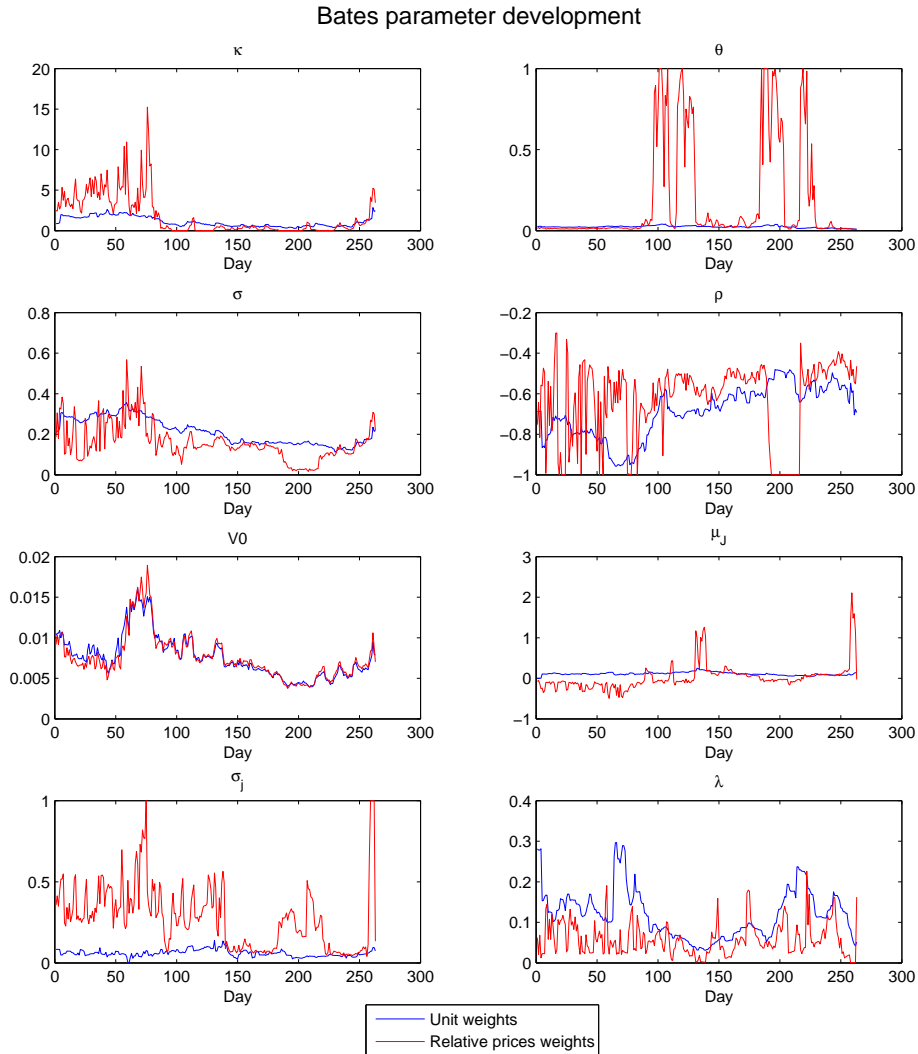 Bates parameter development
κ
20
15
10
5
0
0 50 100 150 200 250 300
Day
θ
1
0.5
0
0 50 100 150 200 250 300
Day
σ
0.8
0.6
0.4
0.2
0
0 50 100 150 200 250 300
Day
ρ
−0.2
−0.4
−0.6
−0.8
−1
0 50 100 150 200 250 300
Day
V0
0.02
0.015
0.01
0.005
0
0 50 100 150 200 250 300
Day
μJ
3
2
1
0
−1
0 50 100 150 200 250 300
Day
σj
1
0.5
0
0 50 100 150 200 250 300
Day
λ
0.4
0.3
0.2
0.1
0
0 50 100 150 200 250 300
Day
Unit weights
Relative prices weights